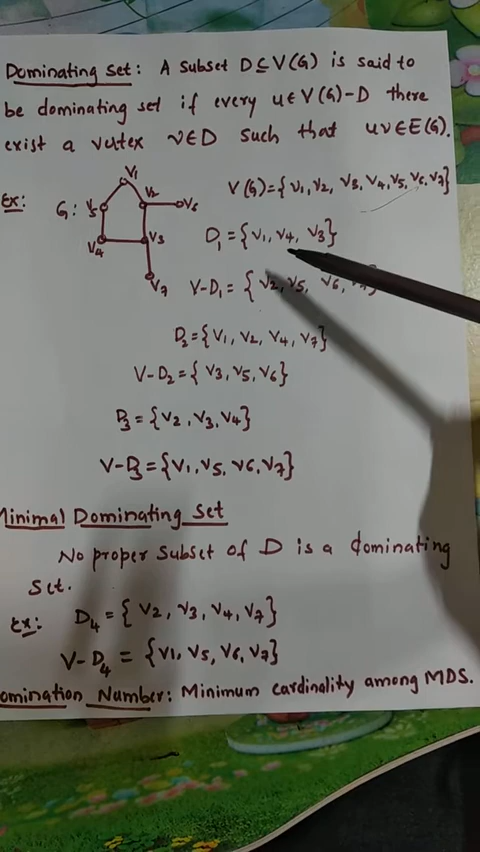 Dominating Set: A subset D⊆V(G) is said to
be dominating set if every u∈V(G)-D there
exist a vertex v∈D such that uv∈E(G).
Ex: G: V1 V2 V6 V5 V4 V3 V7
V(G)={V1,V2, V3,V4,V5,V6,V7}
D1={V1,V4, V3}
V-D1={V2,V5, V6,
D2={V1,V2,V4,V7}
V-D2={V3,V5,V6}
D3={V2,V3,V4}
V-D3={V1,V5,V6,V7}
Minimal Dominating Set
No proper subset of D is a dominating
Set.
Ex: D4={V2,V3,V4,V7}
V-D4={V1,V5,V6,V7}
omination Number: Minimum cardinality among MDS.